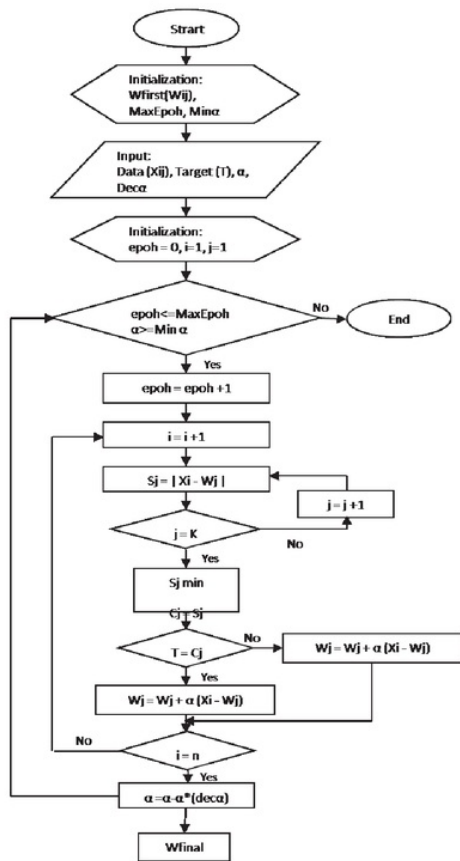 Strart
Initialization:
Wfirst(Wij),
MaxEpoh, Minα
Input:
Data (Xij), Target (T), α,
Decα
Initialization:
epoh = 0, i=1, j=1
epoh<=MaxEpoh
α>=Min α
No
End
Yes
epoh = epoh +1
i = i +1
Sj = | Xi - Wj |
j = j +1
j = K
No
Yes
Sj min
Cj = Sj
T = Cj
No
Wj = Wj + α (Xi - Wj)
Yes
Wj = Wj + α (Xi - Wj)
No
i = n
Yes
α =α-α*(decα)
Wfinal